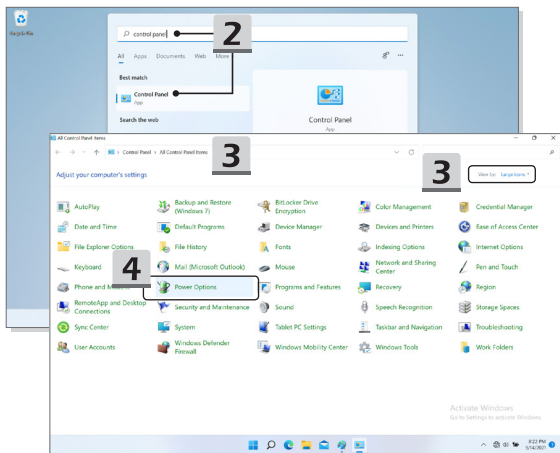 Recycle Bin
control panel
2
All Apps Documents Web More
Best match
Control Panel
App
Search the web
Control Panel
App
All Control Panel Items
3
Control Panel > All Control Panel Items
3
Adjust your computer's settings
View by: Large icons
AutoPlay
Backup and Restore (Windows 7)
BitLocker Drive Encryption
Color Management
Credential Manager
Date and Time
Default Programs
Device Manager
Devices and Printers
Ease of Access Center
File Explorer Options
File History
Fonts
Indexing Options
Internet Options
4
Keyboard
Mail (Microsoft Outlook)
Mouse
Network and Sharing Center
Pen and Touch
Phone and M
Power Options
Programs and Features
Recovery
Region
RemoteApp and Desktop Connections
Security and Maintenance
Sound
Speech Recognition
Storage Spaces
Sync Center
System
Tablet PC Settings
Taskbar and Navigation
Troubleshooting
User Accounts
Windows Defender Firewall
Windows Mobility Center
Windows Tools
Work Folders
Activate Windows
Go to Settings to activate Windows.
8:22 PM
6/14/2021